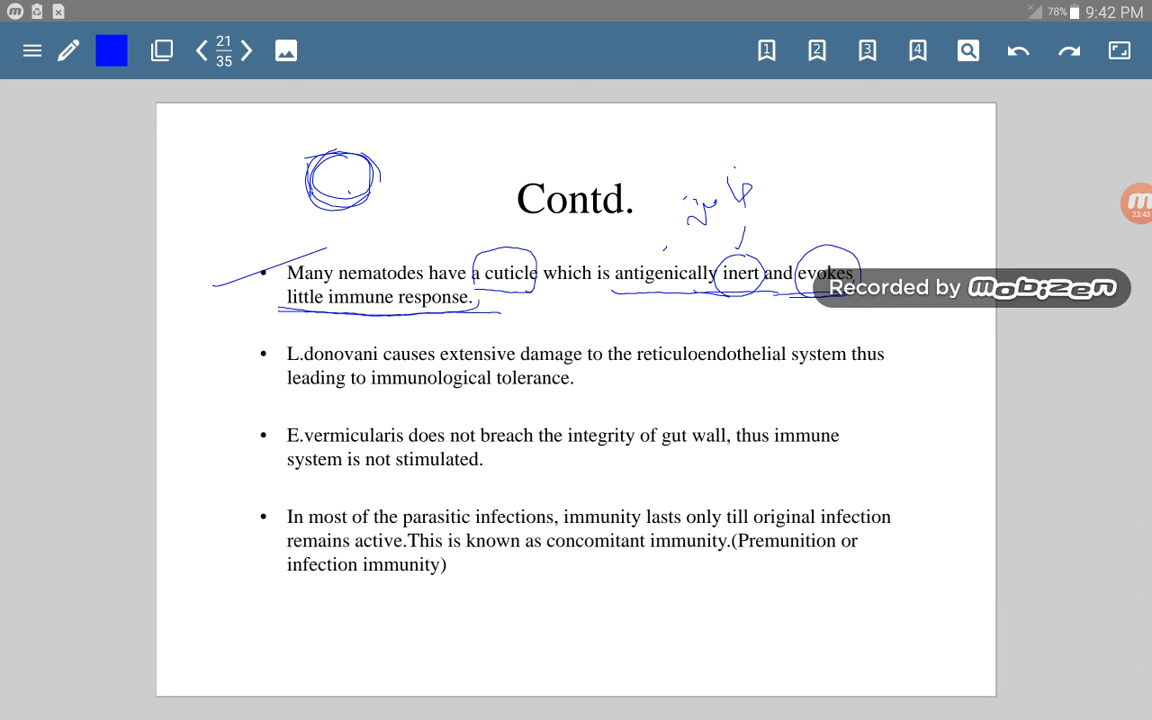 78% 9:42 PM
21
35
1 2 3 4
Contd.
23:43
• Many nematodes have a cuticle which is antigenically inert and evokes
little immune response.
Recorded by mobizen
• L.donovani causes extensive damage to the reticuloendothelial system thus
leading to immunological tolerance.
• E.vermicularis does not breach the integrity of gut wall, thus immune
system is not stimulated.
• In most of the parasitic infections, immunity lasts only till original infection
remains active.This is known as concomitant immunity.(Premunition or
infection immunity)